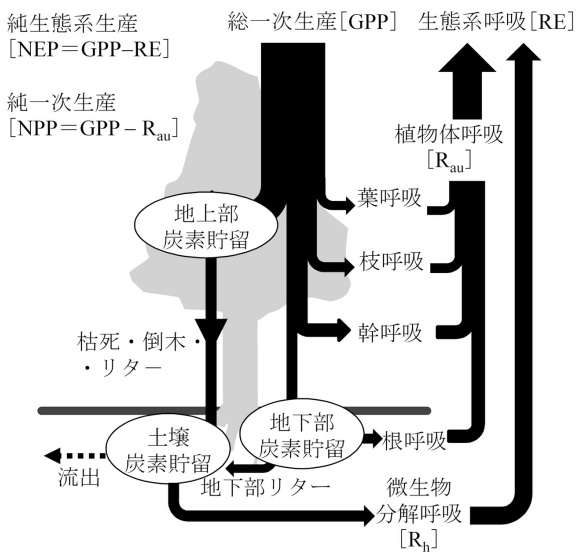 純生態系生産
[NEP＝GPP–RE]
純一次生産
[NPP＝GPP – Rau]
総一次生産[GPP]
生態系呼吸[RE]
植物体呼吸
[Rau]
葉呼吸
地上部
炭素貯留
枝呼吸
幹呼吸
枯死・倒木・
・リター
地下部
炭素貯留
根呼吸
土壌
炭素貯留
流出
地下部リター
微生物
分解呼吸
[Rh]